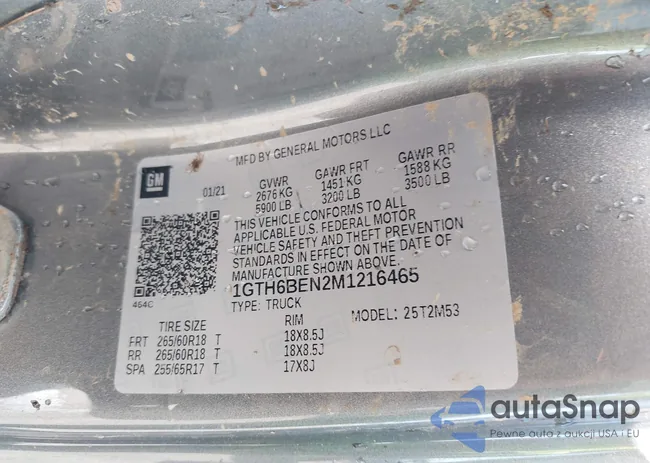 MFD BY GENERAL MOTORS LLC
GM
01/21
GVWR
2676 KG
5900 LB
GAWR FRT
1451 KG
3200 LB
GAWR RR
1588 KG
3500 LB
THIS VEHICLE CONFORMS TO ALL
APPLICABLE U.S. FEDERAL MOTOR
VEHICLE SAFETY AND THEFT PREVENTION
STANDARDS IN EFFECT ON THE DATE OF
MANUFACTURE SHOWN ABOVE.
1GTH6BEN2M1216465
464C
TYPE: TRUCK
MODEL: 25T2M53
TIRE SIZE RIM
FRT 265/60R18 T 18X8.5J
RR 265/60R18 T 18X8.5J
SPA 255/65R17 T 17X8J
autaSnap
Pewne auta z aukcji USA i EU